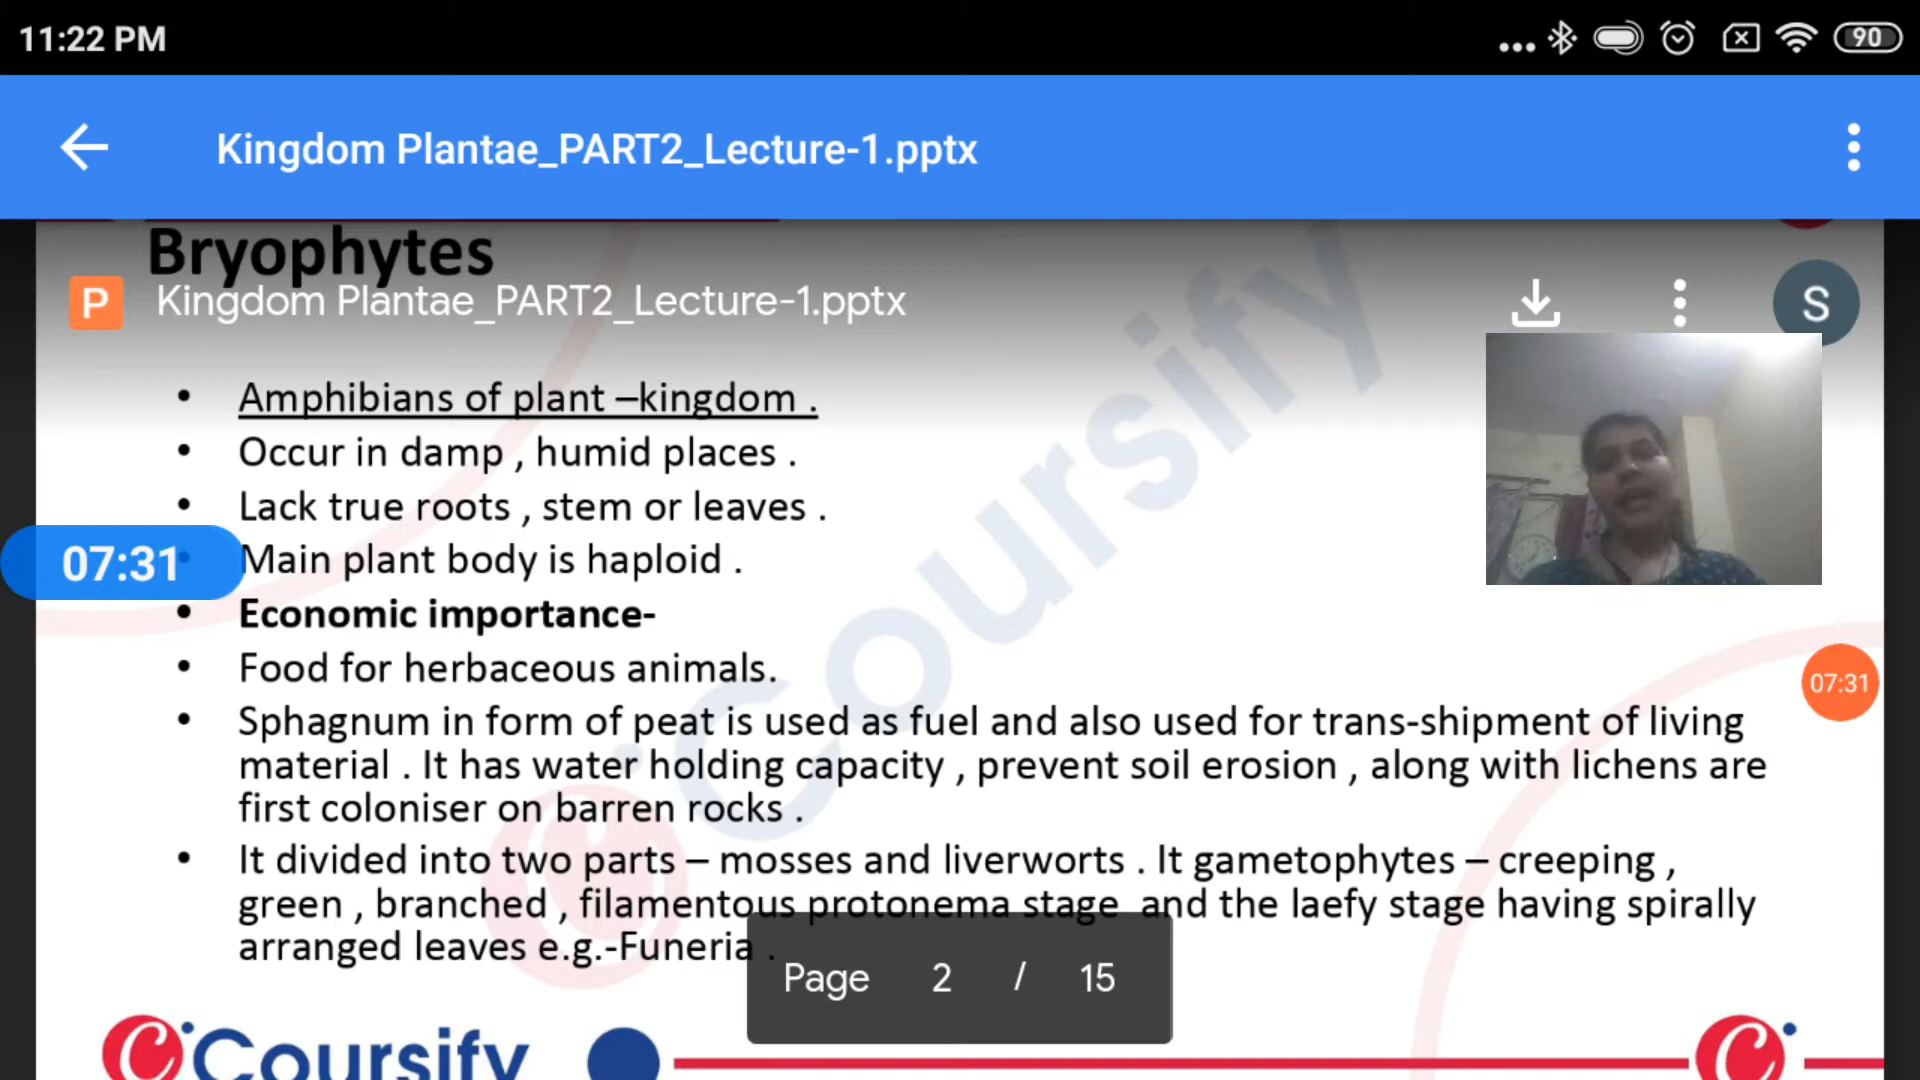 11:22 PM
90
Kingdom Plantae_PART2_Lecture-1.pptx
Bryophytes
P Kingdom Plantae_PART2_Lecture-1.pptx
S
• Amphibians of plant –kingdom .
• Occur in damp , humid places .
• Lack true roots , stem or leaves .
07:31
Main plant body is haploid .
• Economic importance-
• Food for herbaceous animals.
07:31
• Sphagnum in form of peat is used as fuel and also used for trans-shipment of living
material . It has water holding capacity , prevent soil erosion , along with lichens are
first coloniser on barren rocks .
• It divided into two parts – mosses and liverworts . It gametophytes – creeping ,
green , branched , filamentous protonema stage and the laefy stage having spirally
arranged leaves e.g.-Funeria .
Page 2 / 15
Coursify
Coursify